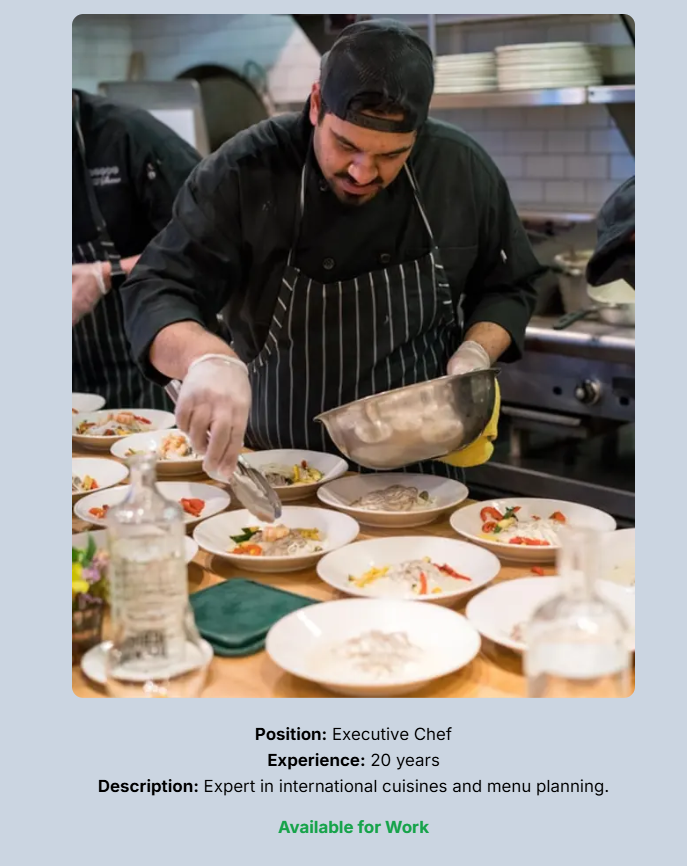 Position: Executive Chef
Experience: 20 years
Description: Expert in international cuisines and menu planning.
Available for Work